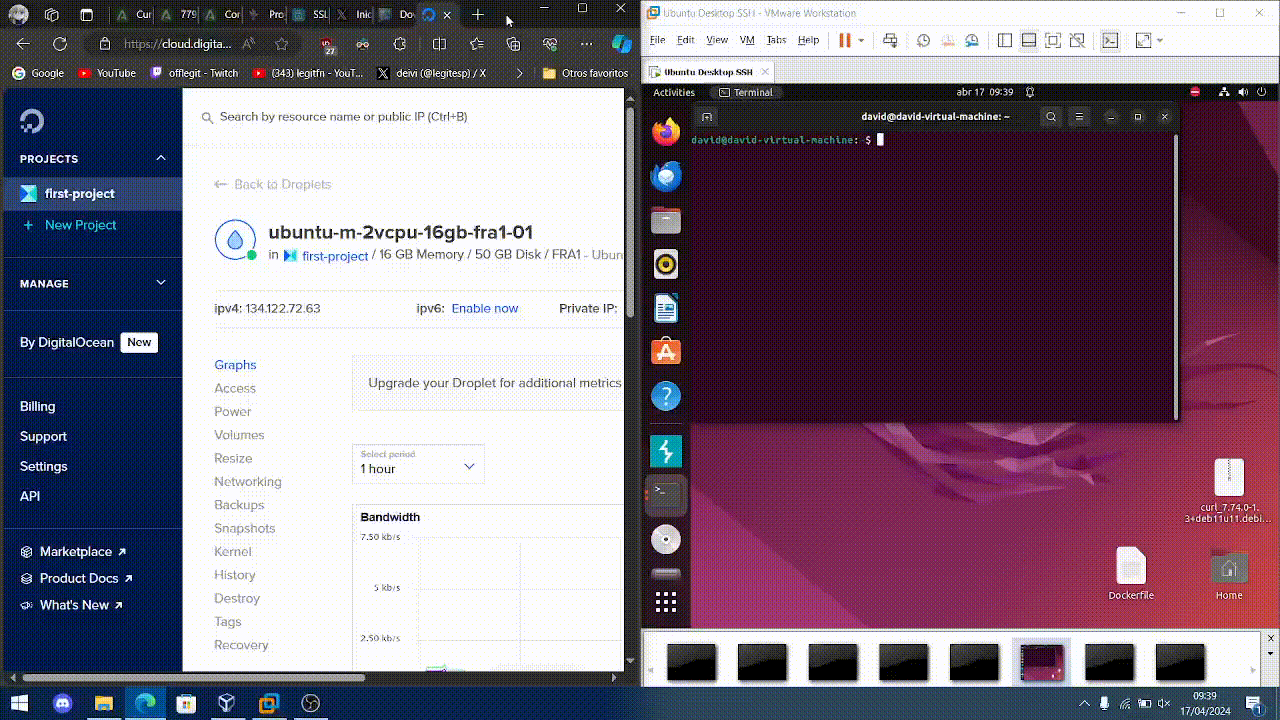 Cur
779
Cor
Pro
SSL
Inic
Do
https://cloud.digita...
27
Google
YouTube
offlegit - Twitch
(343) legitfn - YouT...
deivi (@legitesp) / X
Otros favoritos
PROJECTS
first-project
+ New Project
MANAGE
By DigitalOcean New
Billing
Support
Settings
API
Marketplace
Product Docs
What's New
Search by resource name or public IP (Ctrl+B)
Back to Droplets
ubuntu-m-2vcpu-16gb-fra1-01
in first-project / 16 GB Memory / 50 GB Disk / FRA1 - Ubun
ipv4: 134.122.72.63
ipv6: Enable now
Private IP:
Graphs
Access
Power
Volumes
Resize
Networking
Backups
Snapshots
Kernel
History
Destroy
Tags
Recovery
Upgrade your Droplet for additional metrics
Select period
1 hour
Bandwidth
7.50 kb/s
5 kb/s
2.50 kb/s
Ubuntu Desktop SSH - VMware Workstation
File Edit View VM Tabs Help
Ubuntu Desktop SSH
Activities
Terminal
abr 17 09:39
david@david-virtual-machine: ~
david@david-virtual-machine: $
curl_7.74.0-1.
3+deb11u11.debi...
Dockerfile
Home
09:39
17/04/2024
1